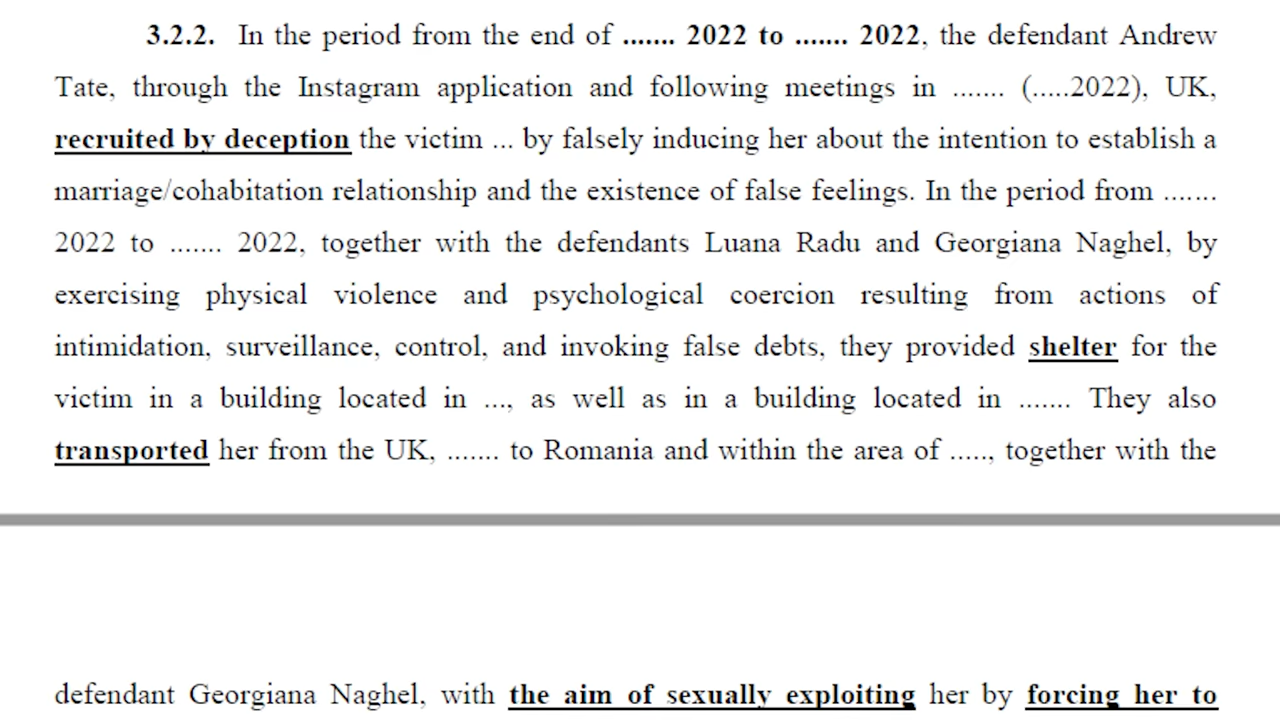 3.2.2. In the period from the end of ....... 2022 to ....... 2022, the defendant Andrew
Tate, through the Instagram application and following meetings in ....... (.....2022), UK,
recruited by deception the victim ... by falsely inducing her about the intention to establish a
marriage/cohabitation relationship and the existence of false feelings. In the period from .......
2022 to ....... 2022, together with the defendants Luana Radu and Georgiana Naghel, by
exercising physical violence and psychological coercion resulting from actions of
intimidation, surveillance, control, and invoking false debts, they provided shelter for the
victim in a building located in ..., as well as in a building located in ....... They also
transported her from the UK, ....... to Romania and within the area of ....., together with the
defendant Georgiana Naghel, with the aim of sexually exploiting her by forcing her to